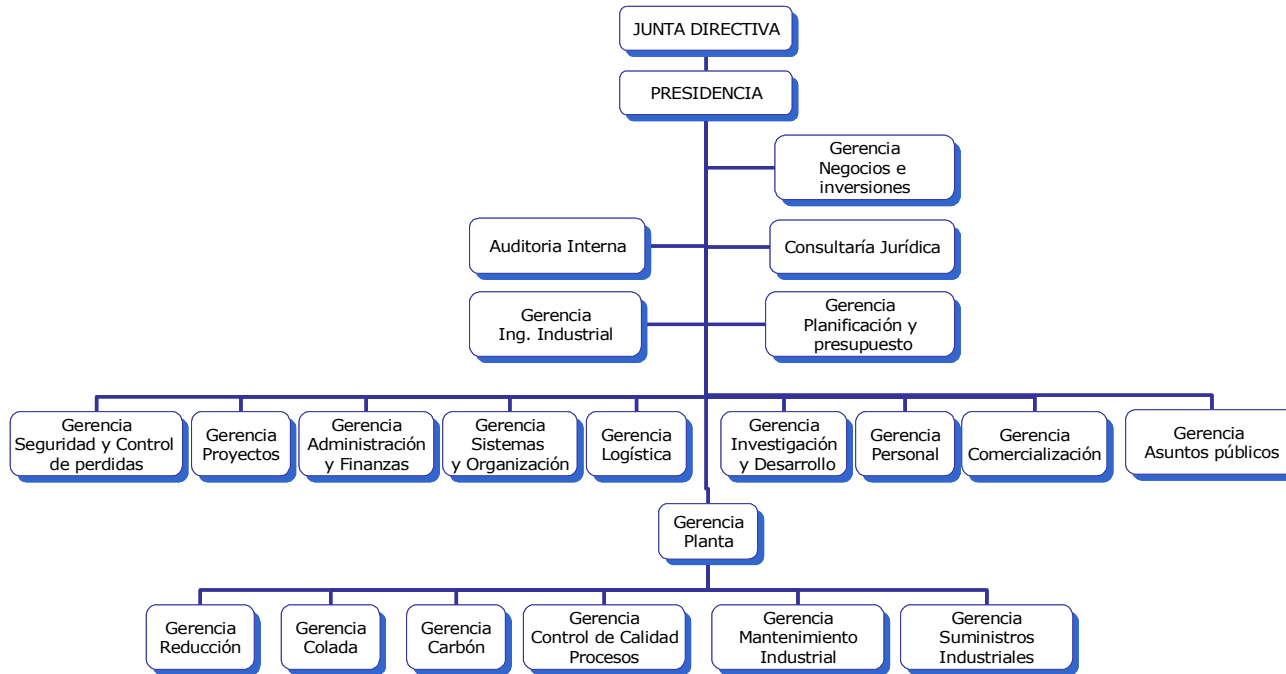 JUNTA DIRECTIVA
PRESIDENCIA
Gerencia
Negocios e
inversiones
Auditoria Interna
Consultaría Jurídica
Gerencia
Ing. Industrial
Gerencia
Planificación y
presupuesto
Gerencia
Seguridad y Control
de perdidas
Gerencia
Proyectos
Gerencia
Administración
y Finanzas
Gerencia
Sistemas
y Organización
Gerencia
Logística
Gerencia
Investigación
y Desarrollo
Gerencia
Personal
Gerencia
Comercialización
Gerencia
Asuntos públicos
Gerencia
Planta
Gerencia
Reducción
Gerencia
Colada
Gerencia
Carbón
Gerencia
Control de Calidad
Procesos
Gerencia
Mantenimiento
Industrial
Gerencia
Suministros
Industriales